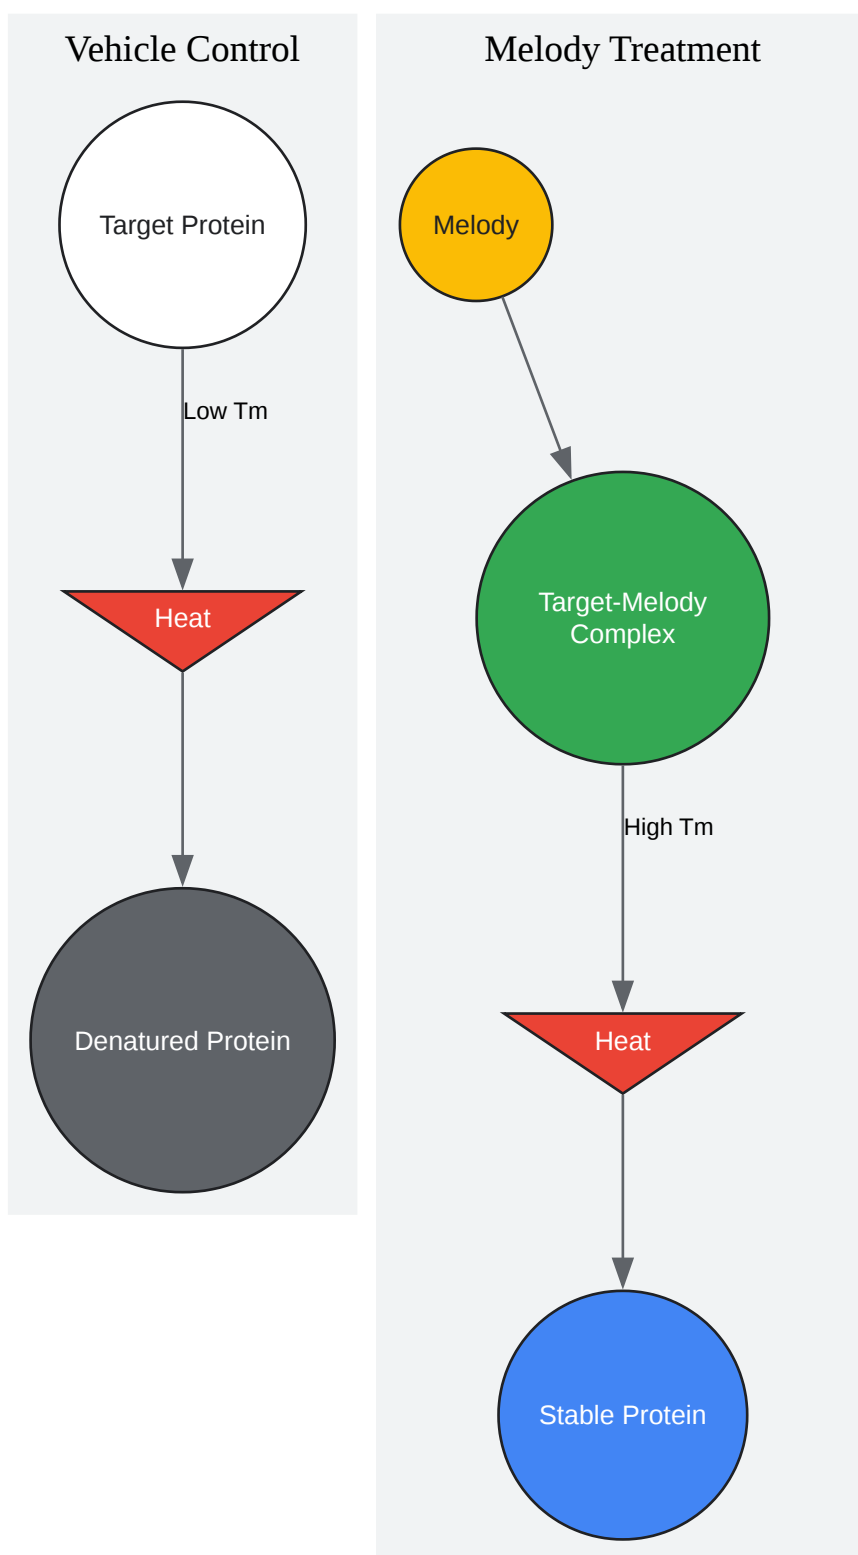 Vehicle Control
Target Protein
Low Tm
Heat
Denatured Protein
Melody Treatment
Melody
Target-Melody
Complex
High Tm
Heat
Stable Protein